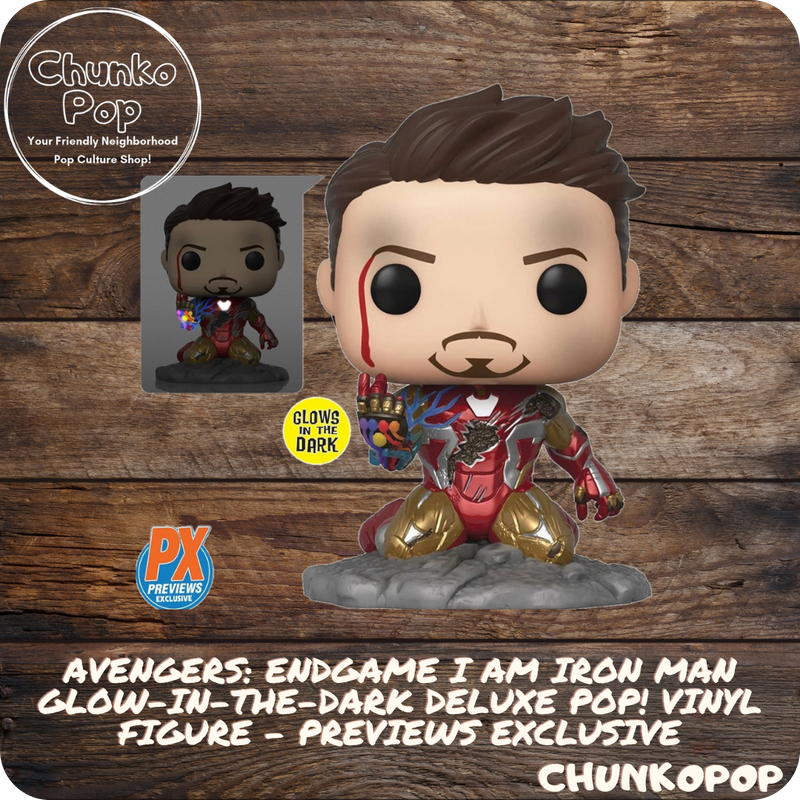 Chunko
Pop
Your Friendly Neighborhood
Pop Culture Shop!
GLOWS
IN THE
DARK
PX
PREVIEWS
EXCLUSIVE
AVENGERS: ENDGAME I AM IRON MAN
GLOW-IN-THE-DARK DELUXE POP! VINYL
FIGURE - PREVIEWS EXCLUSIVE
CHUNKOPOP